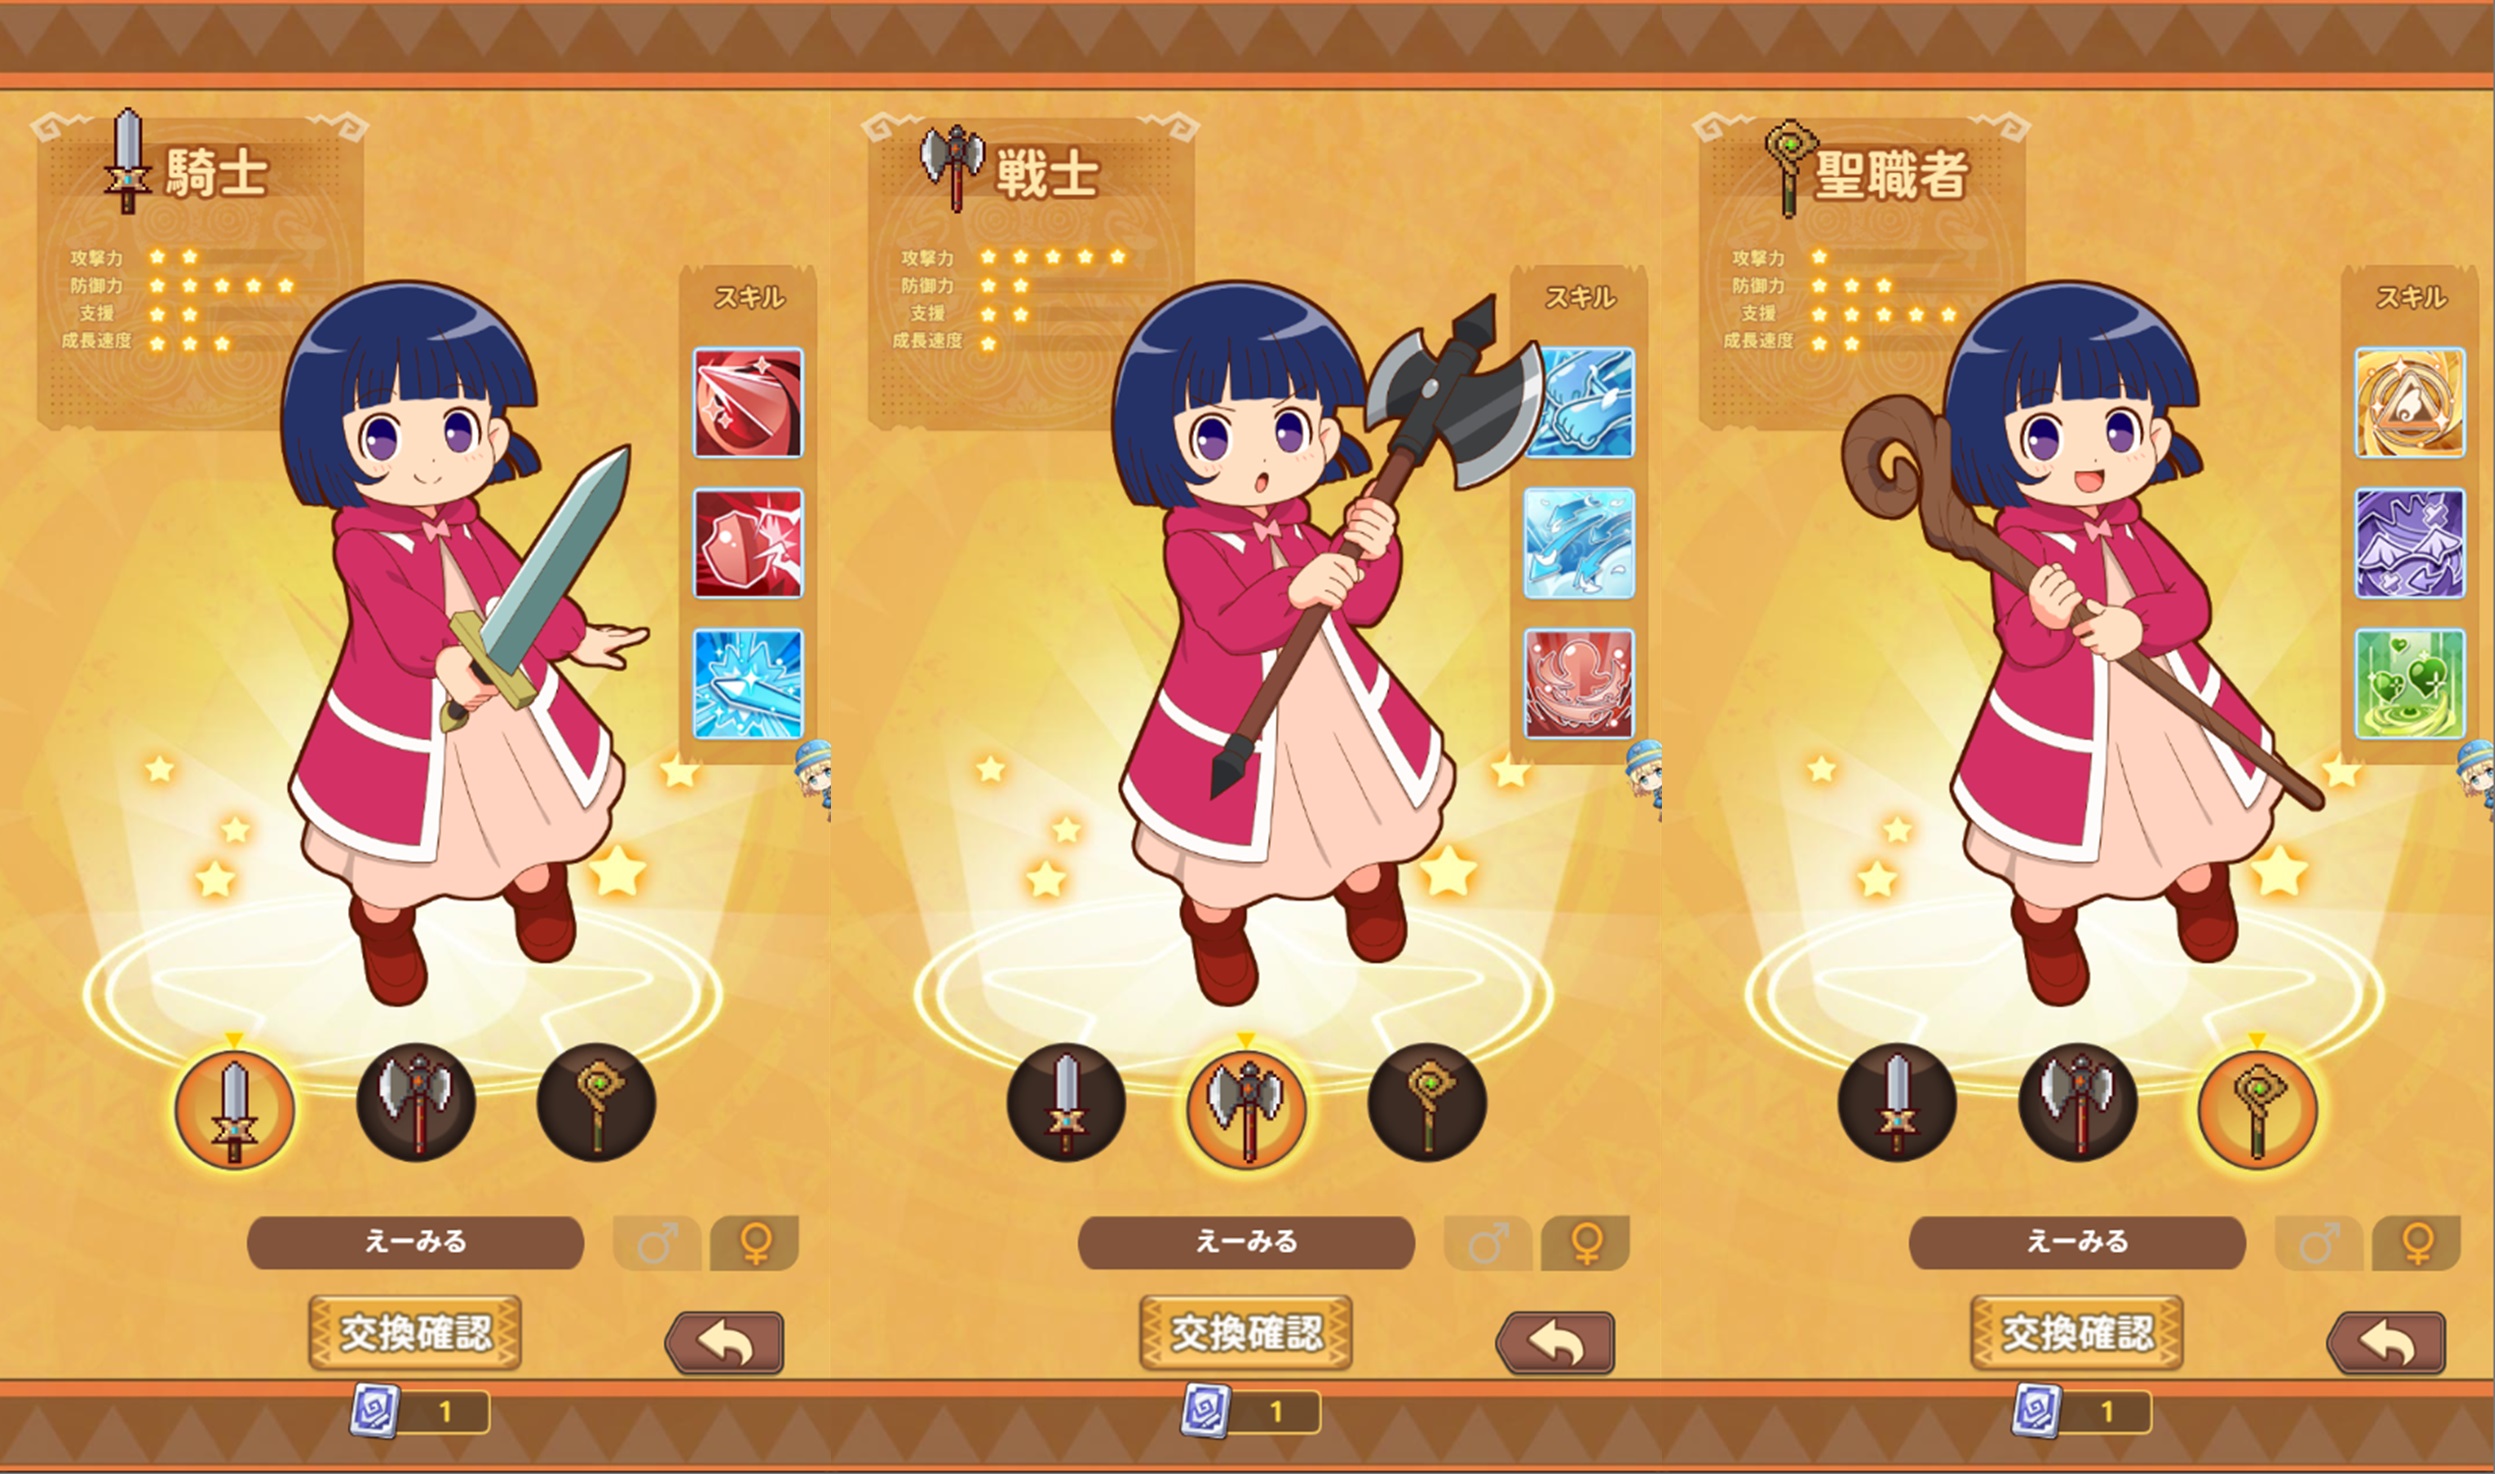 騎士
攻撃力
防御力
支援
成長速度
スキル
えーみる
交換確認
1
戦士
攻撃力
防御力
支援
成長速度
スキル
えーみる
交換確認
1
聖職者
攻撃力
防御力
支援
成長速度
スキル
えーみる
交換確認
1